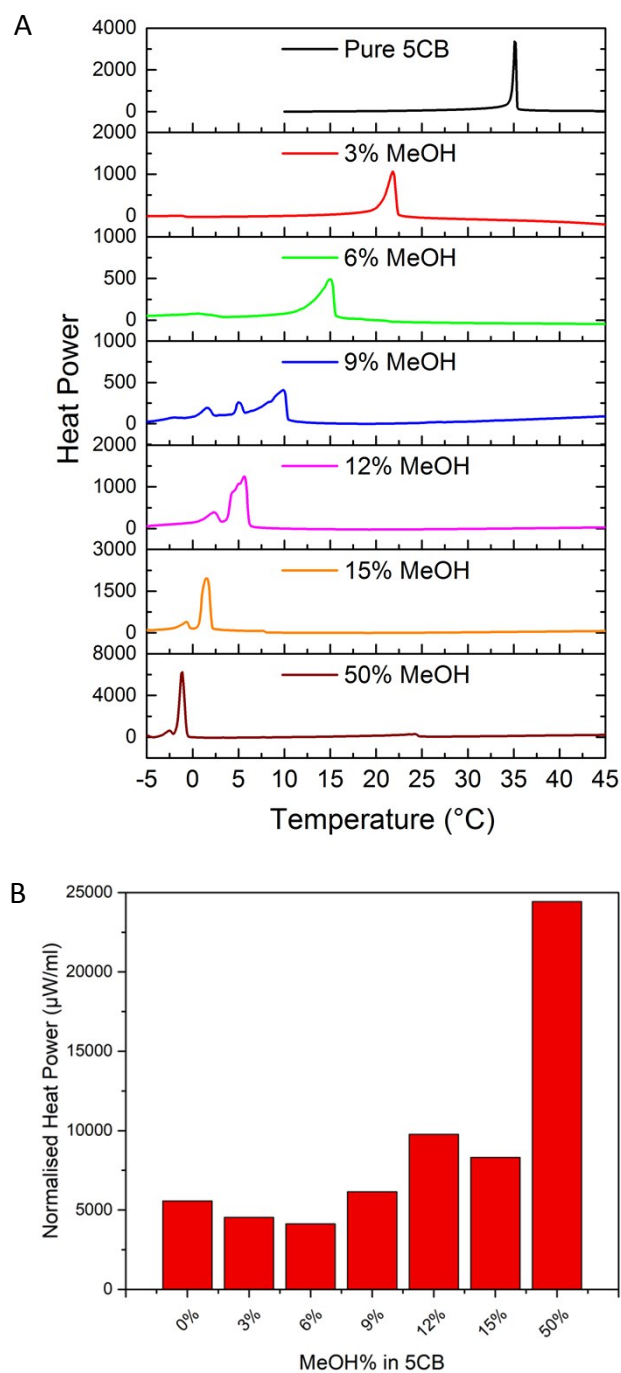 A
4000
2000
0
Pure 5CB
2000
1000
0
3% MeOH
1000
500
0
6% MeOH
1000
500
0
9% MeOH
2000
1000
0
12% MeOH
3000
1500
0
15% MeOH
8000
4000
0
50% MeOH
Heat Power
-5 0 5 10 15 20 25 30 35 40 45
Temperature (°C)
B
25000
20000
15000
10000
5000
0
Normalised Heat Power (μW/ml)
0% 3% 6% 9% 12% 15% 50%
MeOH% in 5CB